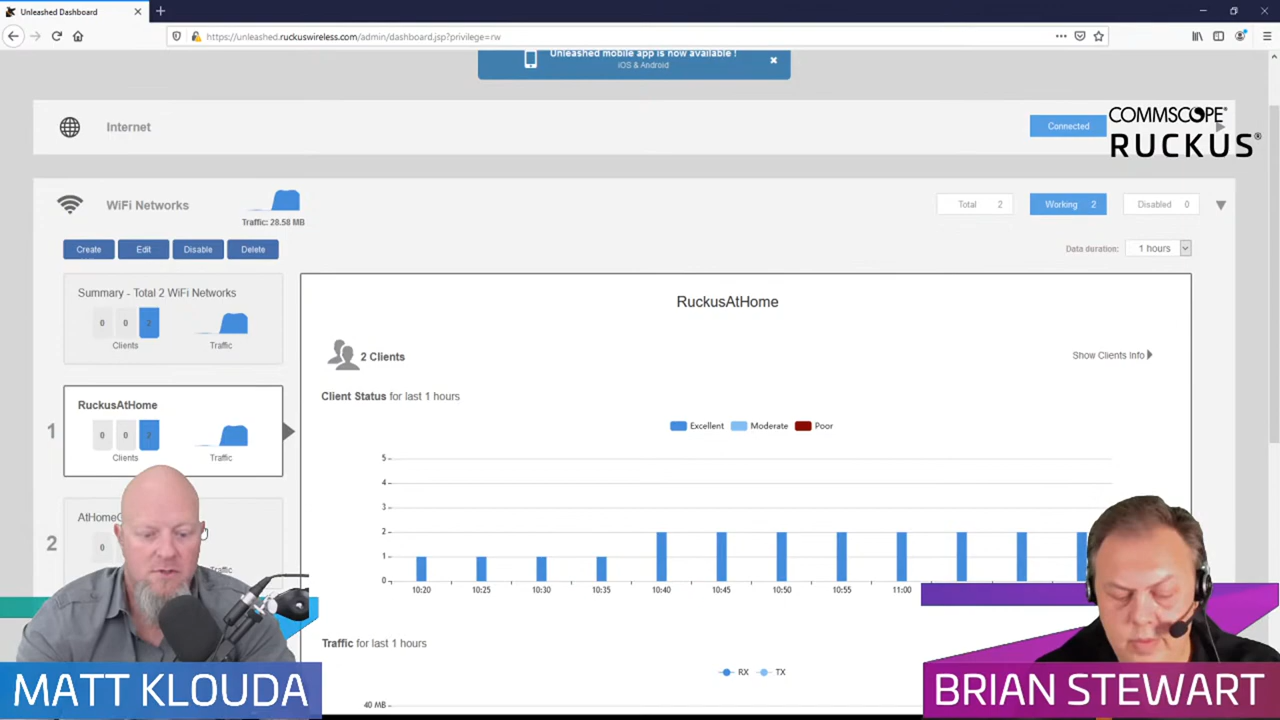 Unleashed Dashboard
https://unleashed.ruckuswireless.com/admin/dashboard.jsp?privilege=rw
Unleashed mobile app is now available !
iOS & Android
Internet
Connected
COMMSCOPE®
RUCKUS®
WiFi Networks
Traffic: 28.58 MB
Total 2
Working 2
Disabled 0
Create
Edit
Disable
Delete
Data duration:
1 hours
Summary - Total 2 WiFi Networks
0 0 2
Clients
Traffic
1
RuckusAtHome
0 0 2
Clients
Traffic
2
AtHomeG
0
Traffic
RuckusAtHome
2 Clients
Show Clients Info
Client Status for last 1 hours
Excellent
Moderate
Poor
5
4
3
2
1
0
10:20
10:25
10:30
10:35
10:40
10:45
10:50
10:55
11:00
Traffic for last 1 hours
RX
TX
40 MB
MATT KLOUDA
BRIAN STEWART